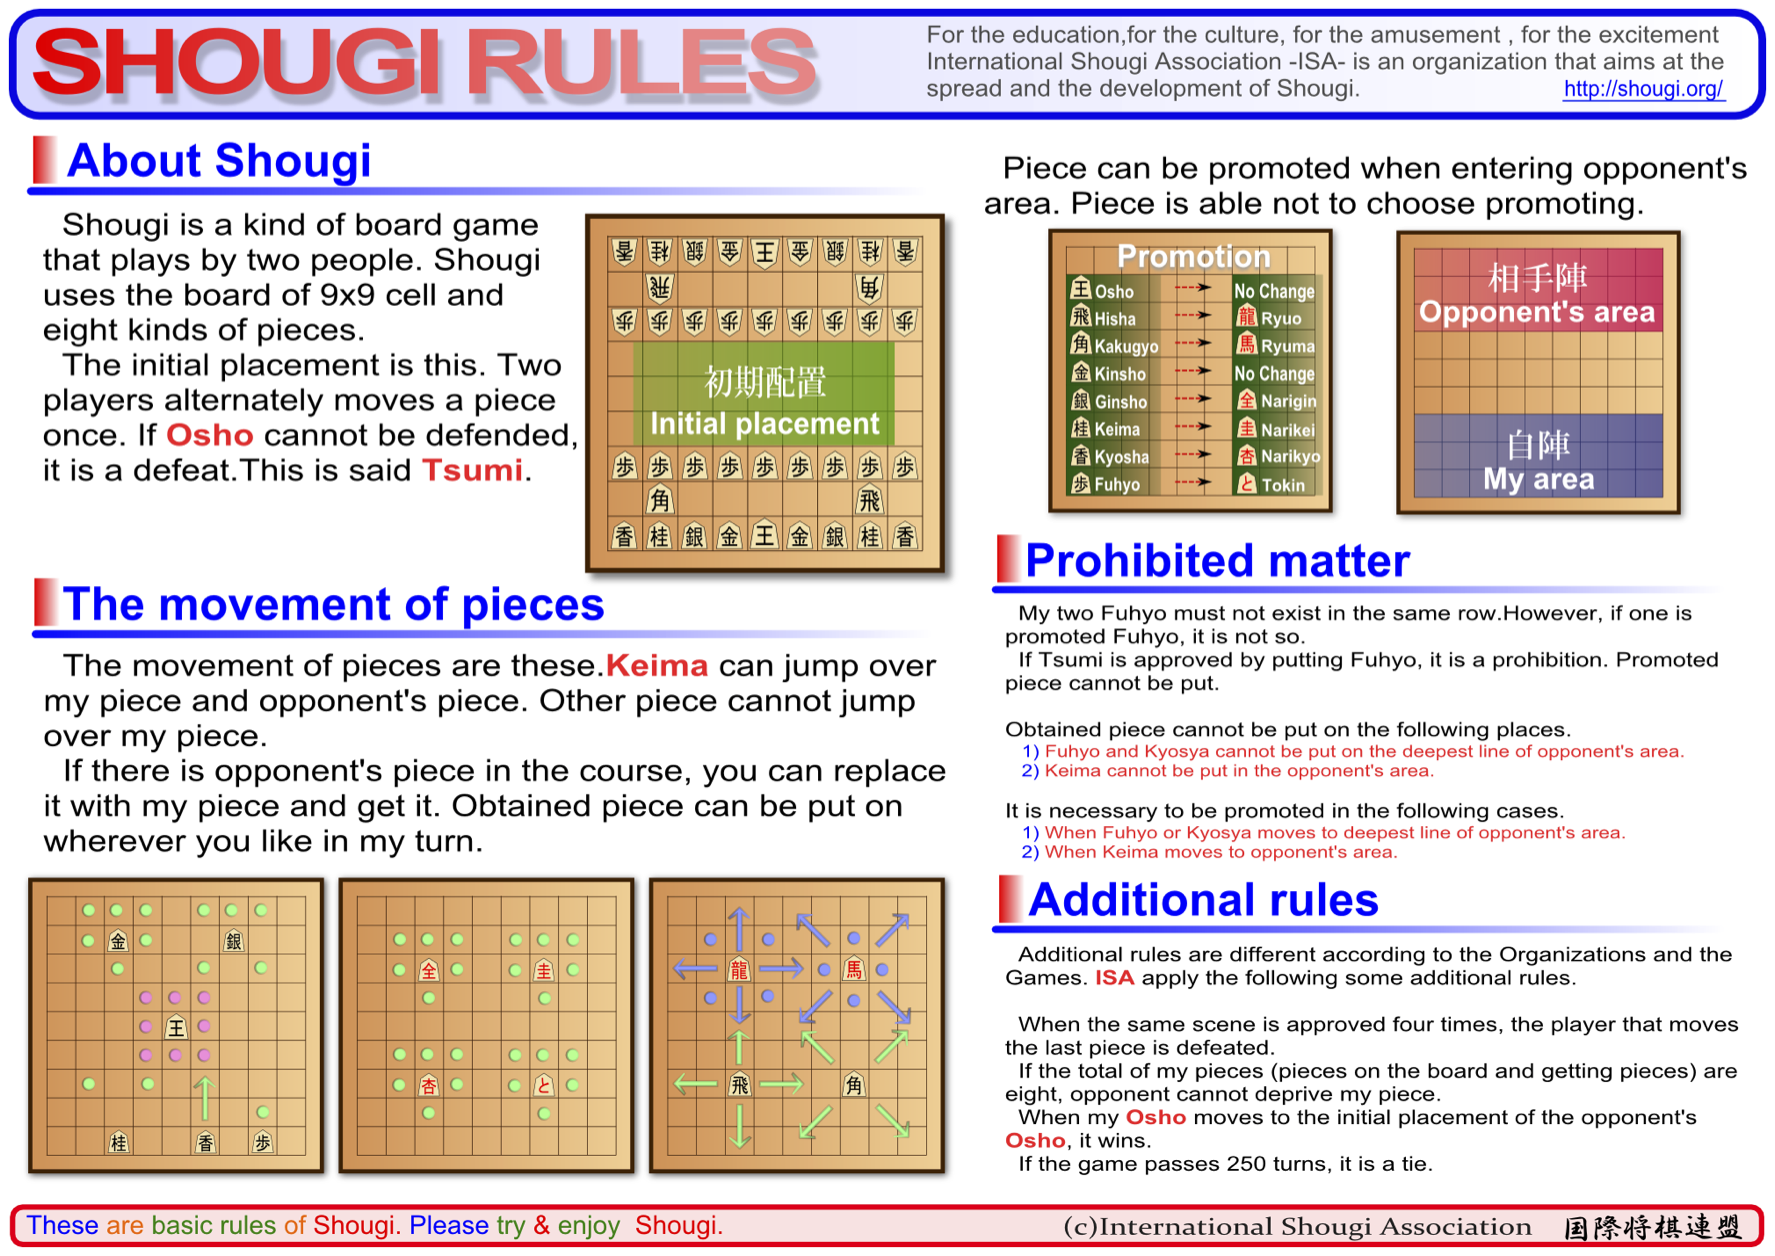 SHOUGI RULES
For the education,for the culture, for the amusement , for the excitement
International Shougi Association -ISA- is an organization that aims at the
spread and the development of Shougi.
http://shougi.org/
About Shougi
Shougi is a kind of board game
that plays by two people. Shougi
uses the board of 9x9 cell and
eight kinds of pieces.
The initial placement is this. Two
players alternately moves a piece
once. If Osho cannot be defended,
it is a defeat.This is said Tsumi.
香 桂 銀 金 王 金 銀 桂 香
飛 角
歩 歩 歩 歩 歩 歩 歩 歩 歩
初期配置
Initial placement
歩 歩 歩 歩 歩 歩 歩 歩 歩
角 飛
香 桂 銀 金 王 金 銀 桂 香
The movement of pieces
The movement of pieces are these.Keima can jump over
my piece and opponent's piece. Other piece cannot jump
over my piece.
If there is opponent's piece in the course, you can replace
it with my piece and get it. Obtained piece can be put on
wherever you like in my turn.
金 銀
王
桂 香 歩
全 圭
杏 と
龍 馬
飛 角
Piece can be promoted when entering opponent's
area. Piece is able not to choose promoting.
Promotion
王 Osho No Change
飛 Hisha 龍 Ryuo
角 Kakugyo 馬 Ryuma
金 Kinsho No Change
銀 Ginsho 全 Narigin
桂 Keima 圭 Narikei
香 Kyosha 杏 Narikyo
歩 Fuhyo と Tokin
相手陣
Opponent's area
自陣
My area
Prohibited matter
My two Fuhyo must not exist in the same row.However, if one is
promoted Fuhyo, it is not so.
If Tsumi is approved by putting Fuhyo, it is a prohibition. Promoted
piece cannot be put.
Obtained piece cannot be put on the following places.
1) Fuhyo and Kyosya cannot be put on the deepest line of opponent's area.
2) Keima cannot be put in the opponent's area.
It is necessary to be promoted in the following cases.
1) When Fuhyo or Kyosya moves to deepest line of opponent's area.
2) When Keima moves to opponent's area.
Additional rules
Additional rules are different according to the Organizations and the
Games. ISA apply the following some additional rules.
When the same scene is approved four times, the player that moves
the last piece is defeated.
If the total of my pieces (pieces on the board and getting pieces) are
eight, opponent cannot deprive my piece.
When my Osho moves to the initial placement of the opponent's
Osho, it wins.
If the game passes 250 turns, it is a tie.
These are basic rules of Shougi. Please try & enjoy Shougi.
(c)International Shougi Association 国際将棋連盟